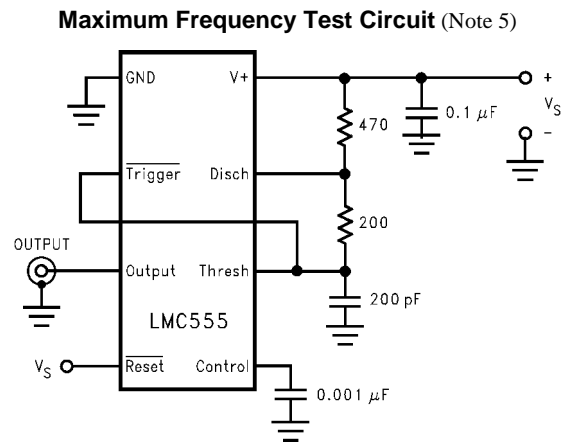 Maximum Frequency Test Circuit (Note 5)
GND V+
470
0.1 μF
+
VS
-
Trigger Disch
200
OUTPUT
Output Thresh
200 pF
LMC555
VS Reset Control
0.001 μF